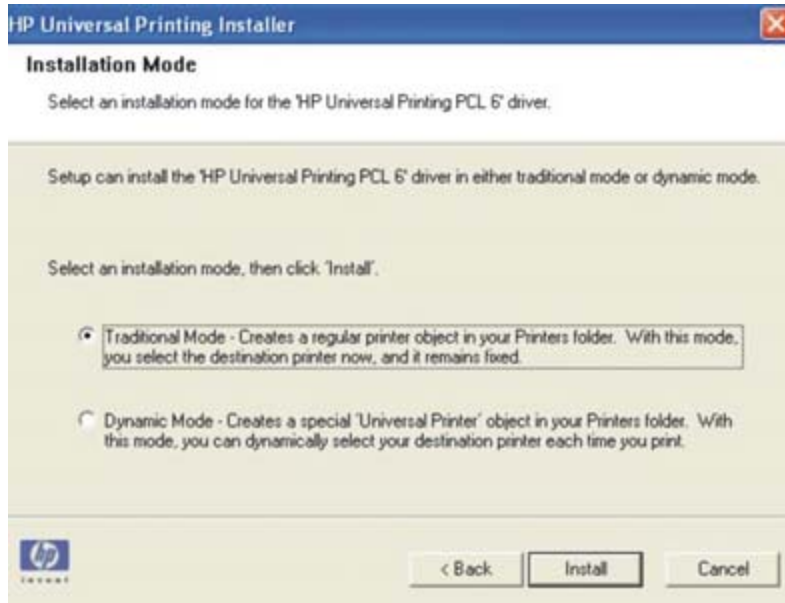 HP Universal Printing Installer
Installation Mode
Select an installation mode for the 'HP Universal Printing PCL 6' driver.
Setup can install the 'HP Universal Printing PCL 6' driver in either traditional mode or dynamic mode.
Select an installation mode, then click 'Install'.
Traditional Mode - Creates a regular printer object in your Printers folder. With this mode,
you select the destination printer now, and it remains fixed.
Dynamic Mode - Creates a special 'Universal Printer' object in your Printers folder. With
this mode, you can dynamically select your destination printer each time you print.
hp
invent
< Back
Install
Cancel